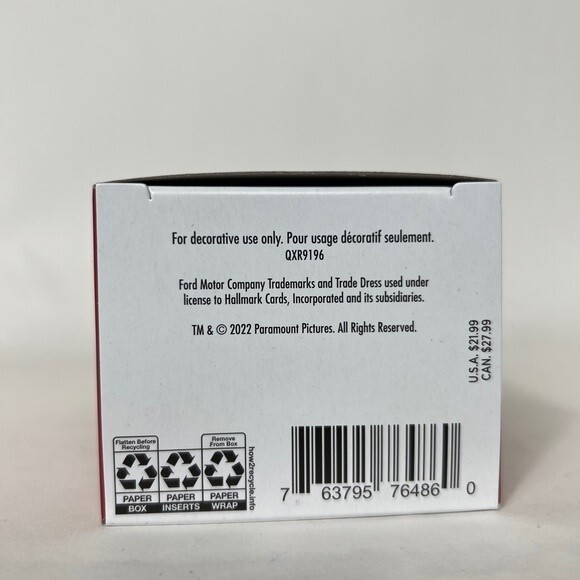 For decorative use only. Pour usage décoratif seulement.
QXR9196
Ford Motor Company Trademarks and Trade Dress used under
license to Hallmark Cards, Incorporated and its subsidiaries.
TM & © 2022 Paramount Pictures. All Rights Reserved.
U.S.A. $21.99
CAN. $27.99
Flatten Before
Recycling
Remove
From Box
PAPER
BOX
PAPER
INSERTS
PAPER
WRAP
how2recycle.info
7 63795 76486 0